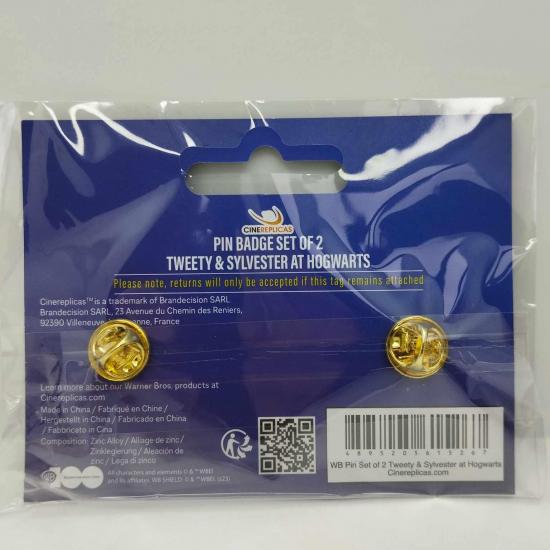 CINEREPLICAS
PIN BADGE SET OF 2
TWEETY & SYLVESTER AT HOGWARTS
Please note, returns will only be accepted if this tag remains attached
Cinereplicas™ is a trademark of Brandecision SARL
Brandecision SARL, 23 Avenue du Chemin des Reniers,
92390 Villeneuve, France
Learn more about our Warner Bros. products at
Cinereplicas.com
Made in China / Fabriqué en Chine /
Hergestellt in China / Fabricado en China
/ Fabbricato in Cina
Composition: Zinc Alloy / Alliage de zinc /
Zinklegierung / Aleación de
zinc / Lega di zinco
100
All characters and elements © & ™ WBEI
and its affiliates. WB SHIELD: © & ™ WBEI. (s23)
4895205615267
WB Pin Set of 2 Tweety & Sylvester at Hogwarts
Cinereplicas.com